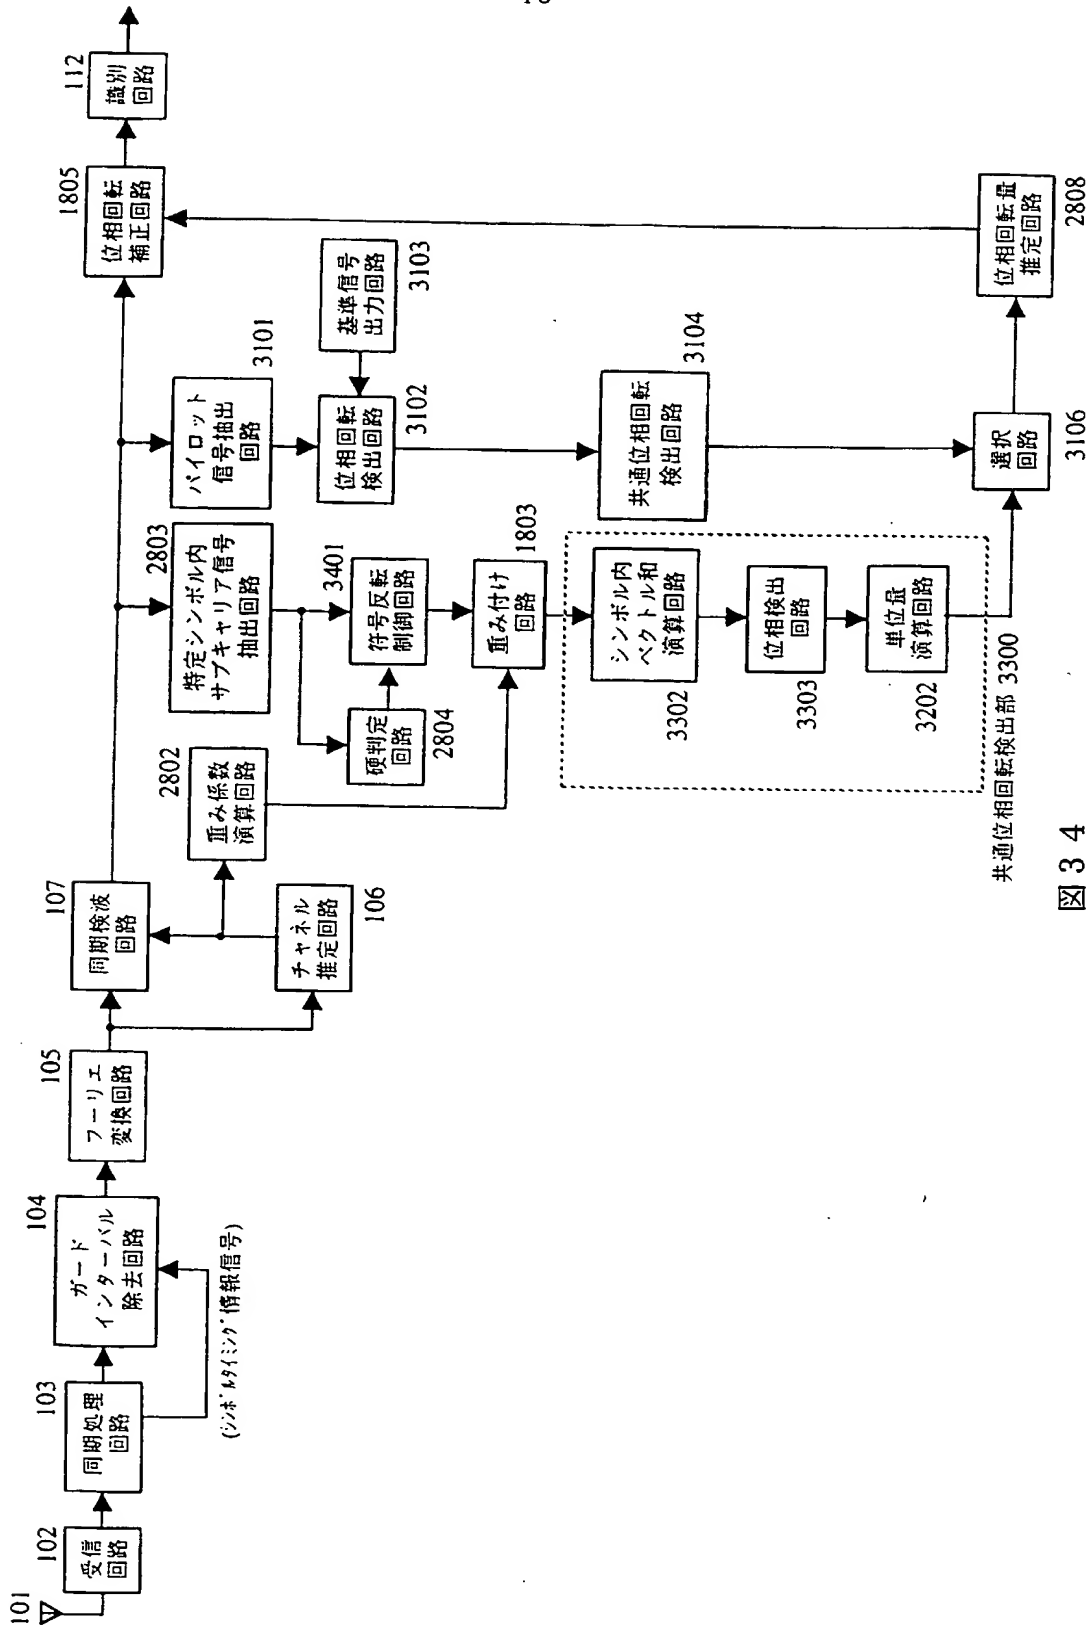 101
102
受信
回路
103
同期処理
回路
(ｼﾝﾎﾞﾙﾀｲﾐﾝｸﾞ情報信号)
104
ガード
インターバル
除去回路
105
フーリエ
変換回路
107
同期検波
回路
106
チャネル
推定回路
2802
重み係数
演算回路
2803
特定シンボル内
サブキャリア信号
抽出回路
3401
符号反転
制御回路
硬判定
回路
2804
1803
重み付け
回路
シンボル内
ベクトル和
演算回路
3302
位相検出
回路
3303
単位量
演算回路
3202
共通位相回転検出部 3300
3101
パイロット
信号抽出
回路
位相回転
検出回路
3102
基準信号
出力回路
3103
共通位相回転
検出回路
3104
選択
回路
3106
1805
位相回転
補正回路
位相回転量
推定回路
2808
112
識別
回路
図34